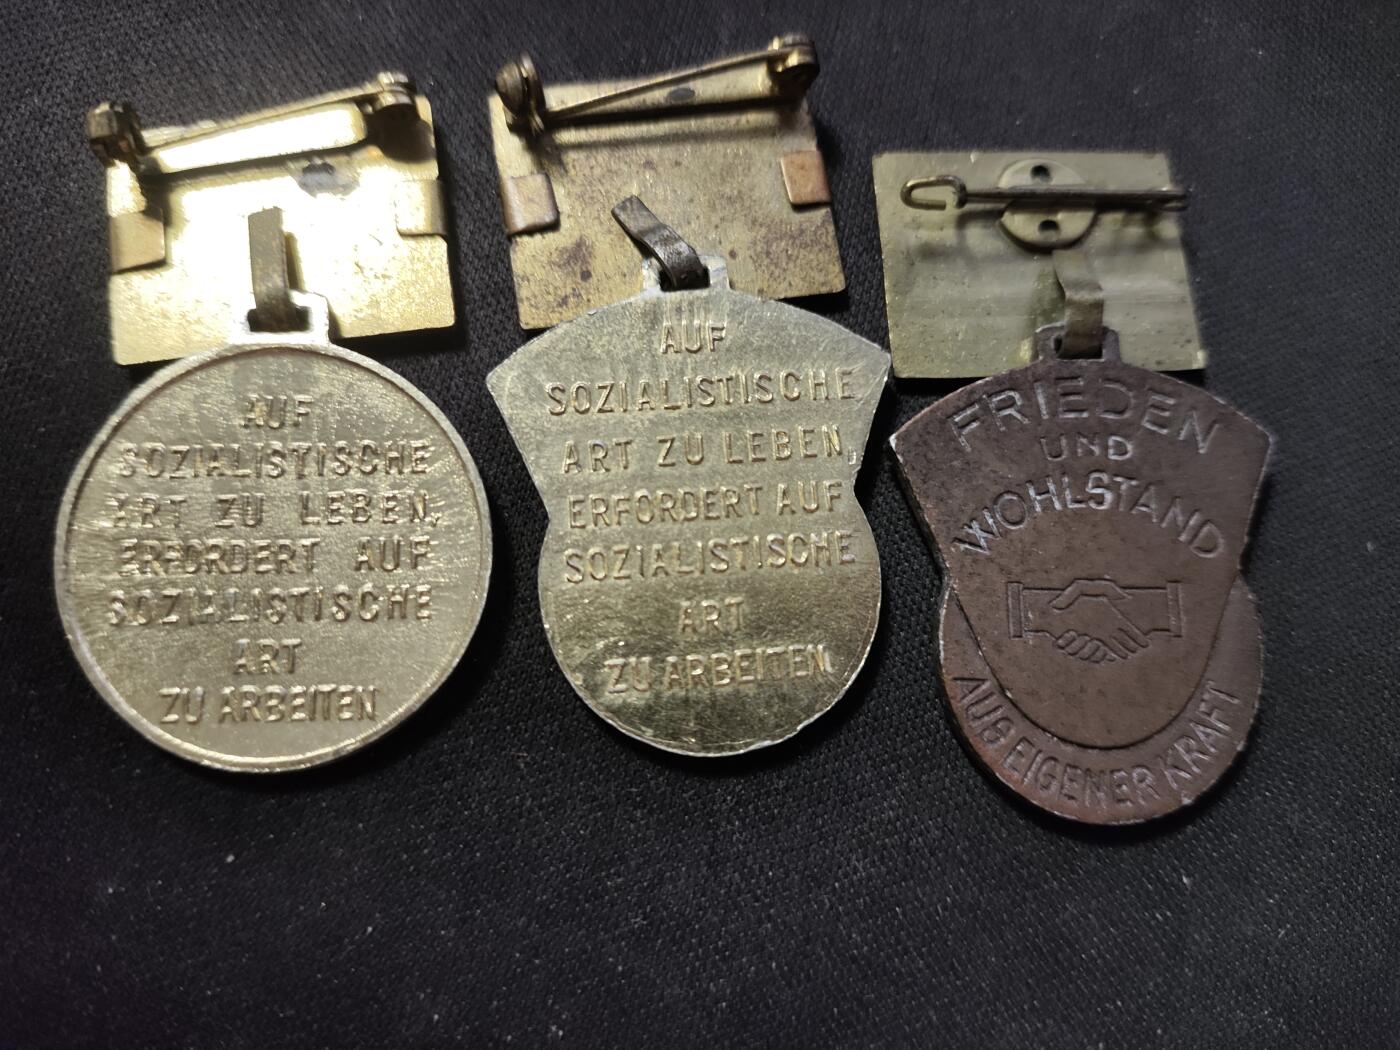 AUF
SOZIALISTISCHE
ART ZU LEBEN,
ERFORDERT AUF
SOZIALISTISCHE
ART
ZU ARBEITEN
AUF
SOZIALISTISCHE
ART ZU LEBEN,
ERFORDERT AUF
SOZIALISTISCHE
ART
ZU ARBEITEN
FRIEDEN
UND
WOHLSTAND
AUS EIGENER KRAFT